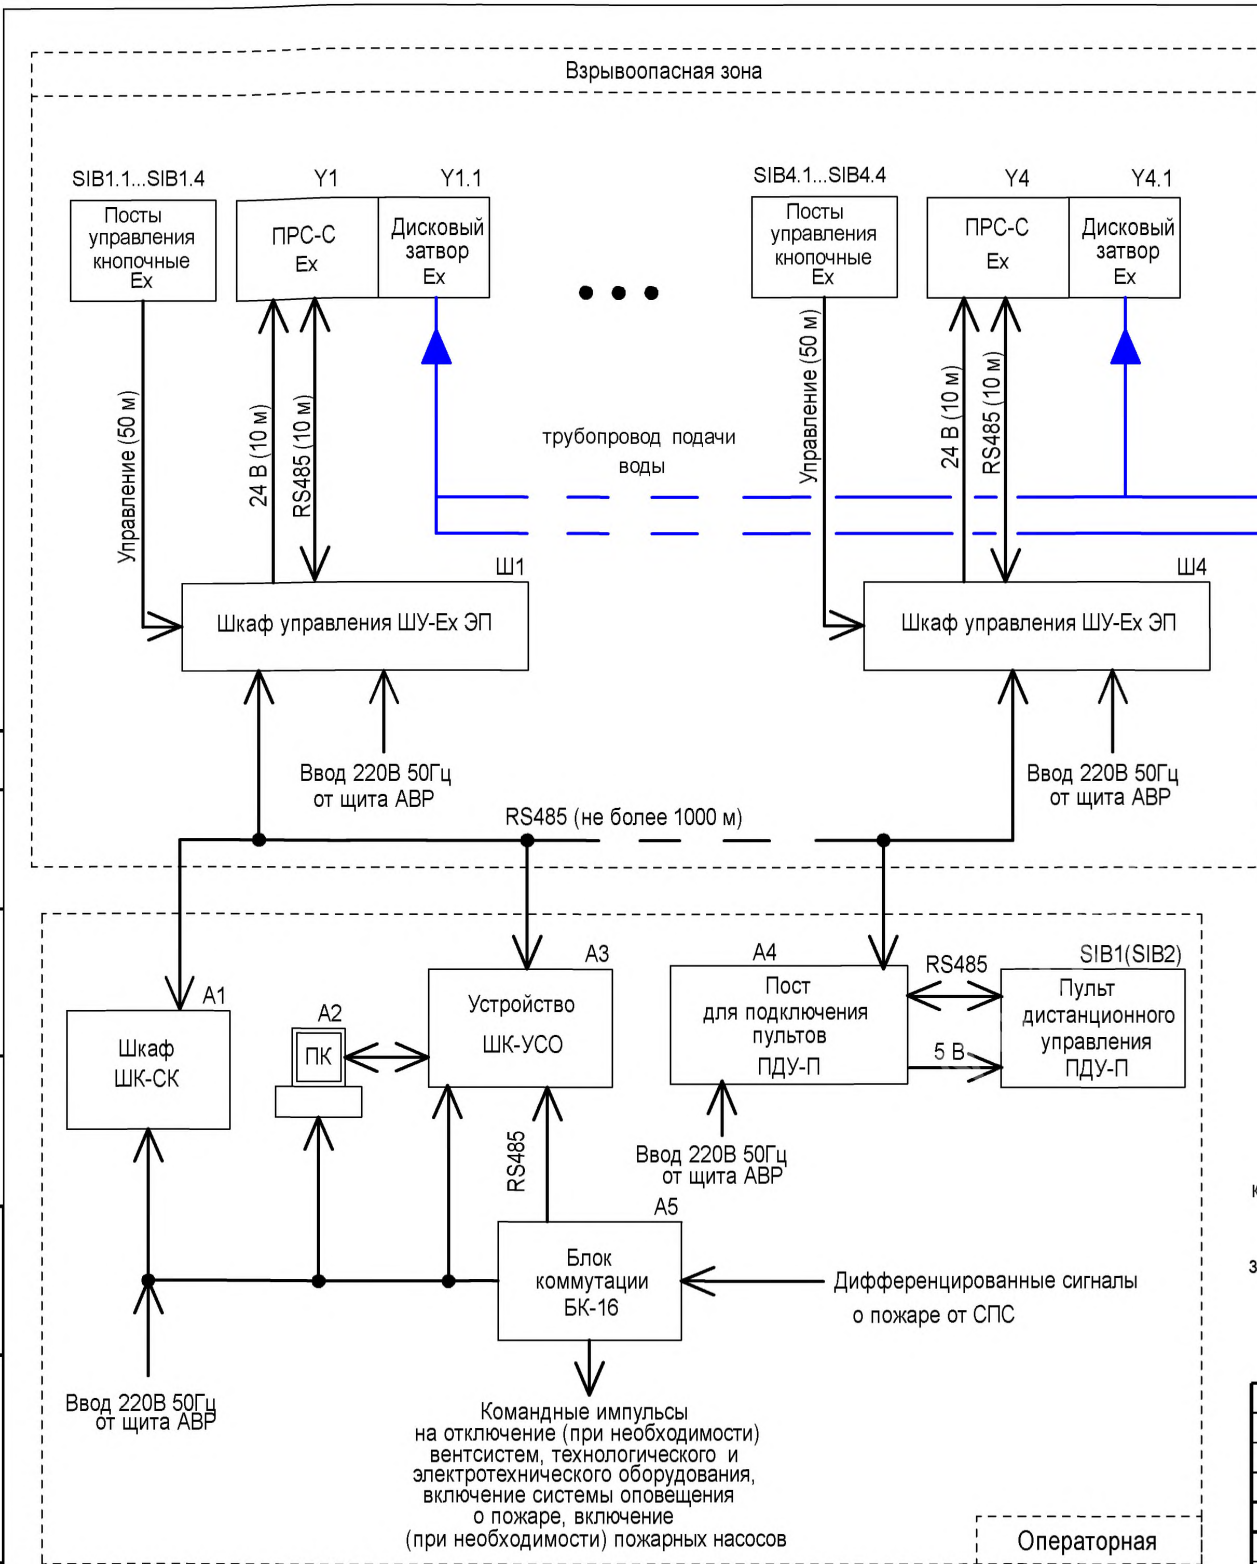 Взрывоопасная зона
SIB1.1...SIB1.4
Y1
Y1.1
SIB4.1...SIB4.4
Y4
Y4.1
Посты
управления
кнопочные
Ex
ПРС-С
Ex
Дисковый
затвор
Ex
Посты
управления
кнопочные
Ex
ПРС-С
Ex
Дисковый
затвор
Ex
Управление (50 м)
24 В (10 м)
RS485 (10 м)
трубопровод подачи
воды
Управление (50 м)
24 В (10 м)
RS485 (10 м)
Ш1
Шкаф управления ШУ-Ех ЭП
Ш4
Шкаф управления ШУ-Ех ЭП
Ввод 220В 50Гц
от щита АВР
Ввод 220В 50Гц
от щита АВР
RS485 (не более 1000 м)
А1
Шкаф
ШК-СК
А2
ПК
А3
Устройство
ШК-УСО
А4
Пост
для подключения
пультов
ПДУ-П
RS485
5 В
SIB1(SIB2)
Пульт
дистанционного
управления
ПДУ-П
Ввод 220В 50Гц
от щита АВР
RS485
А5
Блок
коммутации
БК-16
Дифференцированные сигналы
о пожаре от СПС
Ввод 220В 50Гц
от щита АВР
Командные импульсы
на отключение (при необходимости)
вентсистем, технологического и
электротехнического оборудования,
включение системы оповещения
о пожаре, включение
(при необходимости) пожарных насосов
Операторная